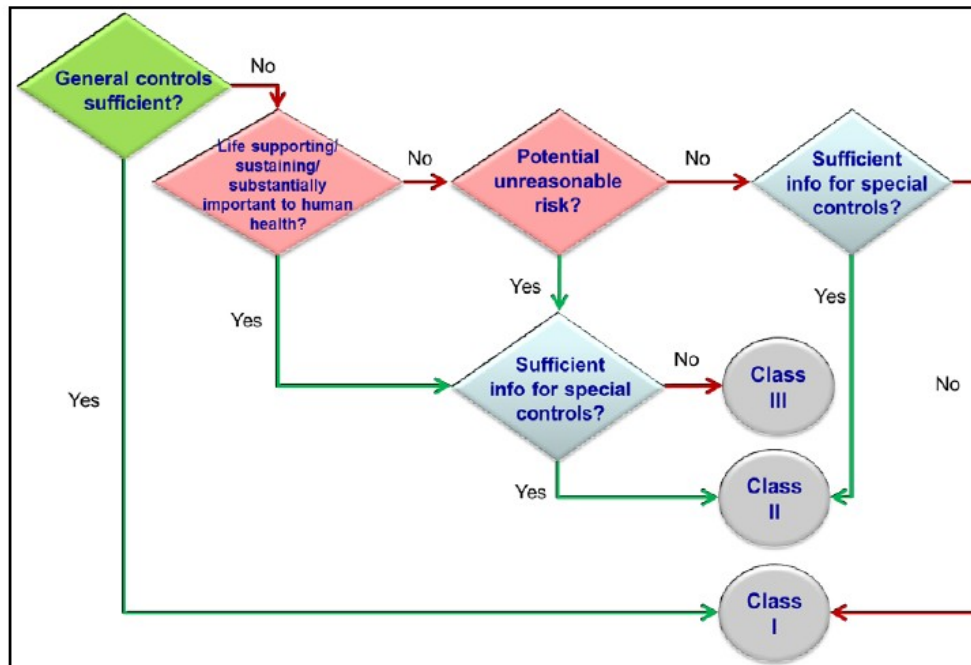 General controls
sufficient?
No
Life supporting/
sustaining/
substantially
important to human
health?
No
Potential
unreasonable
risk?
No
Sufficient
info for special
controls?
Yes
Yes
Yes
Sufficient
info for special
controls?
No
Class
III
No
Yes
Yes
Class
II
Class
I